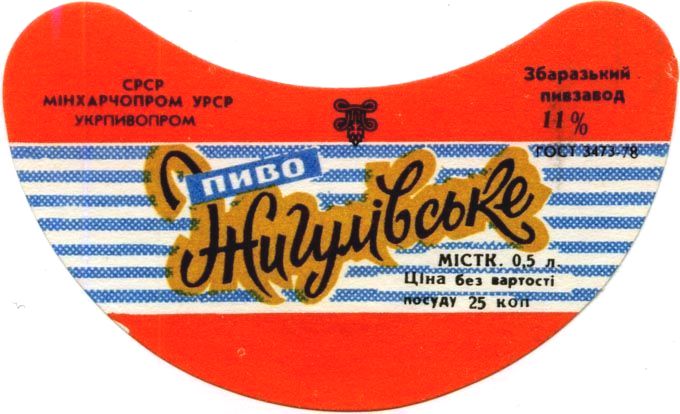 СРСР
МІНХАРЧОПРОМ УРСР
УКРПИВОПРОМ
Збаразький
пивзавод
11%
ГОСТ 3473-78
ПИВО
Жигулівське
МІСТК. 0,5 л.
Ціна без вартості
посуду 25 коп